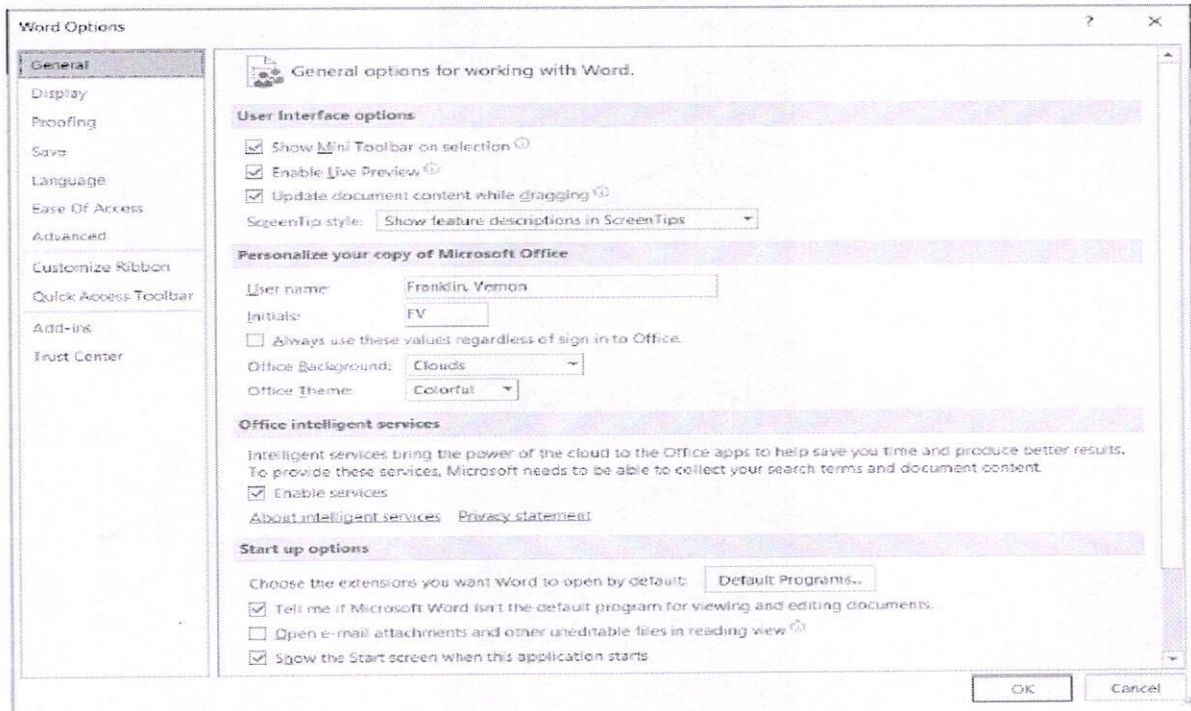 Word Options
?
×
General
Display
Proofing
Save
Language
Ease Of Access
Advanced
Customize Ribbon
Quick Access Toolbar
Add-ins
Trust Center
General options for working with Word.
User Interface options
Show Mini Toolbar on selection
Enable Live Preview
Update document content while dragging
ScreenTip style: Show feature descriptions in ScreenTips
Personalize your copy of Microsoft Office
User name: Franklin, Vernon
Initials: FV
Always use these values regardless of sign in to Office.
Office Background: Clouds
Office Theme: Colorful
Office intelligent services
Intelligent services bring the power of the cloud to the Office apps to help save you time and produce better results.
To provide these services, Microsoft needs to be able to collect your search terms and document content.
Enable services
About intelligent services Privacy statement
Start up options
Choose the extensions you want Word to open by default: Default Programs...
Tell me if Microsoft Word isn't the default program for viewing and editing documents.
Open e-mail attachments and other uneditable files in reading view
Show the Start screen when this application starts
OK Cancel